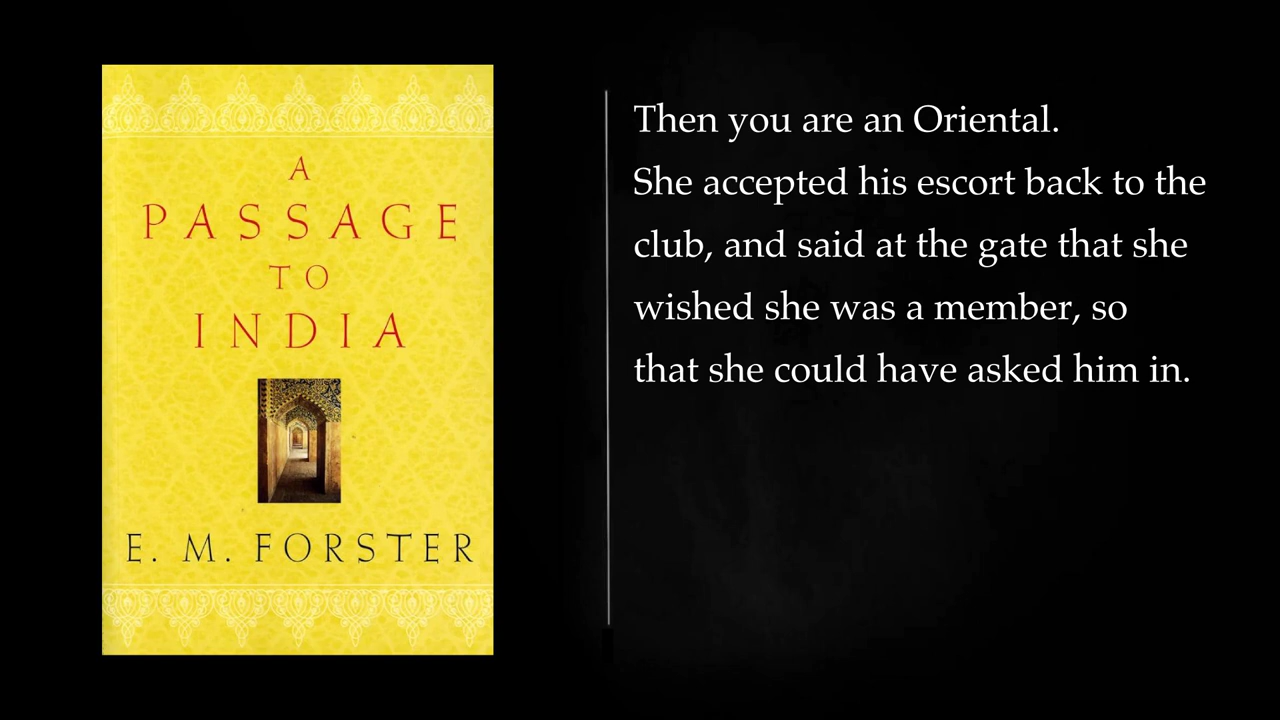 A
PASSAGE
TO
INDIA
E. M. FORSTER
Then you are an Oriental.
She accepted his escort back to the
club, and said at the gate that she
wished she was a member, so
that she could have asked him in.